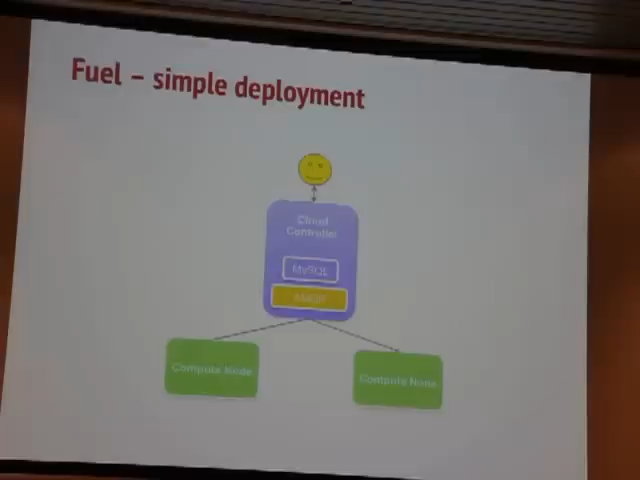 Fuel – simple deployment
Cloud
Controller
MySQL
Compute Node
Compute Node